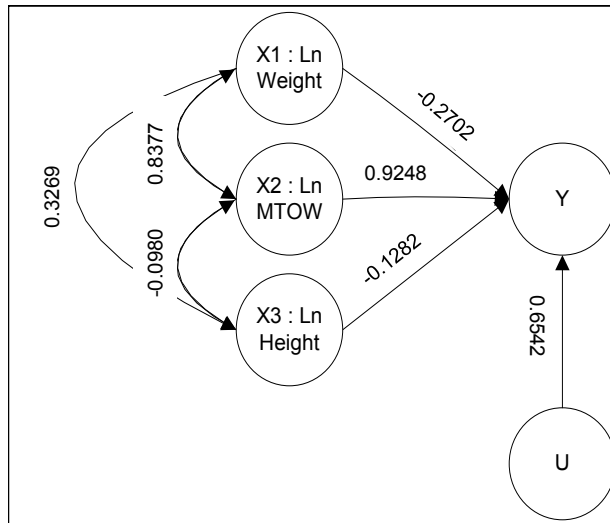 X1 : Ln
Weight
-0.2702
0.8377
0.3269
X2 : Ln
MTOW
0.9248
Y
-0.0980
-0.1282
X3 : Ln
Height
0.6542
U